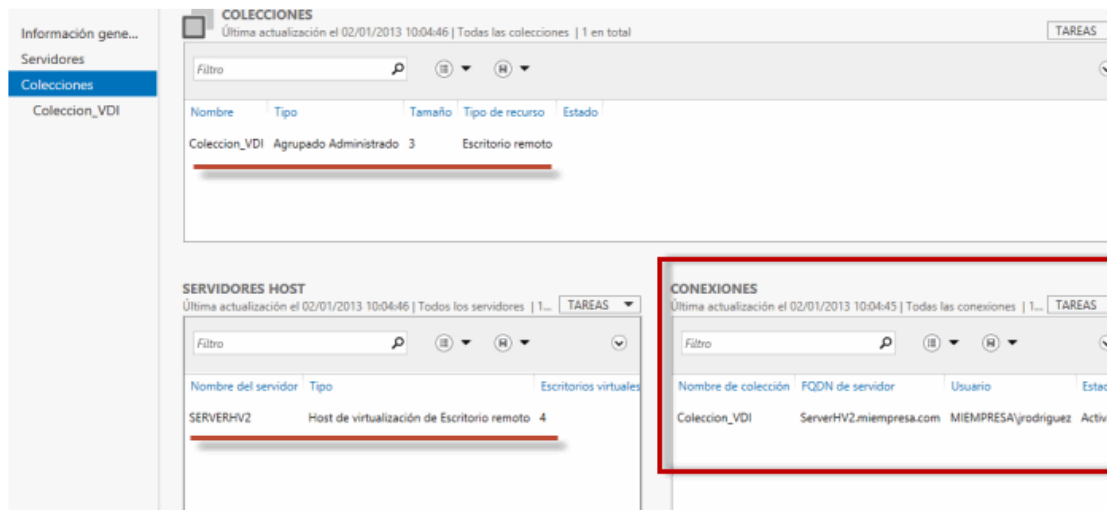 Información gene...
Servidores
Colecciones
Coleccion_VDI
COLECCIONES
Última actualización el 02/01/2013 10:04:46 | Todas las colecciones | 1 en total
TAREAS
Filtro
Nombre Tipo Tamaño Tipo de recurso Estado
Coleccion_VDI Agrupado Administrado 3 Escritorio remoto
SERVIDORES HOST
Última actualización el 02/01/2013 10:04:46 | Todos los servidores | 1... TAREAS
Filtro
Nombre del servidor Tipo Escritorios virtuales
SERVERHV2 Host de virtualización de Escritorio remoto 4
CONEXIONES
Última actualización el 02/01/2013 10:04:45 | Todas las conexiones | 1... TAREAS
Filtro
Nombre de colección FQDN de servidor Usuario Estad
Coleccion_VDI ServerHV2.miempresa.com MIEMPRESA\jrodriguez Activ